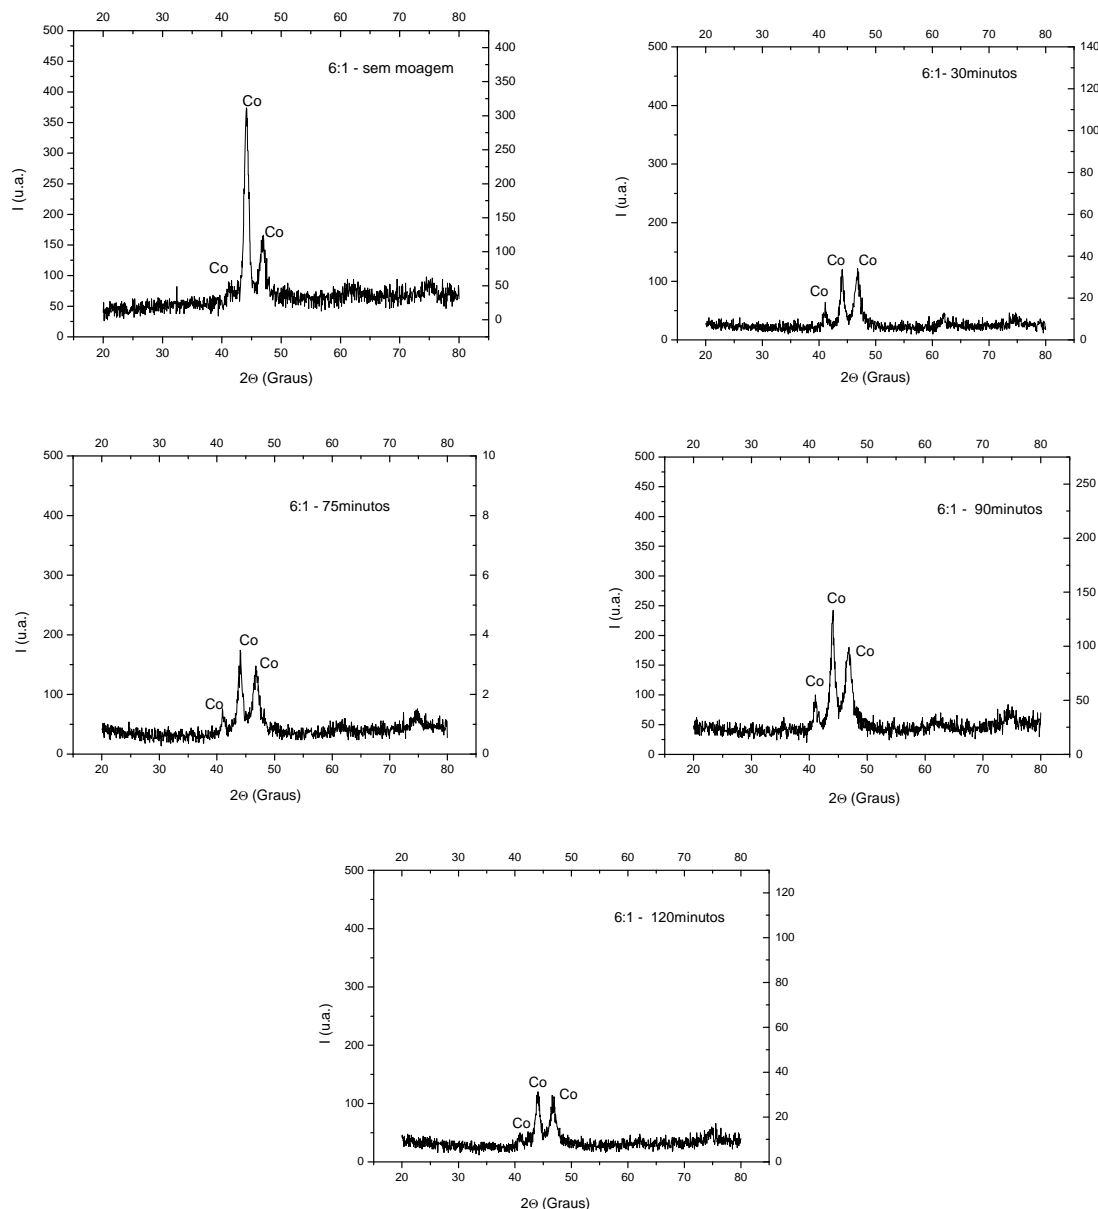 20 30 40 50 60 70 80
500
450
400
350
300
250
200
150
100
50
0
I (u.a.)
400
350
300
250
200
150
100
50
0
6:1 - sem moagem
Co
Co
Co
20 30 40 50 60 70 80
2Θ (Graus)
20 30 40 50 60 70 80
500
400
300
200
100
0
I (u.a.)
140
120
100
80
60
40
20
0
6:1- 30minutos
Co
Co
Co
20 30 40 50 60 70 80
2Θ (Graus)
20 30 40 50 60 70 80
500
400
300
200
100
0
I (u.a.)
10
8
6
4
2
0
6:1 - 75minutos
Co
Co
Co
20 30 40 50 60 70 80
2Θ (Graus)
20 30 40 50 60 70 80
500
450
400
350
300
250
200
150
100
50
0
I (u.a.)
250
200
150
100
50
0
6:1 - 90minutos
Co
Co
Co
20 30 40 50 60 70 80
2Θ (Graus)
20 30 40 50 60 70 80
500
400
300
200
100
0
I (u.a.)
120
100
80
60
40
20
0
6:1 - 120minutos
Co
Co
Co
20 30 40 50 60 70 80
2Θ (Graus)